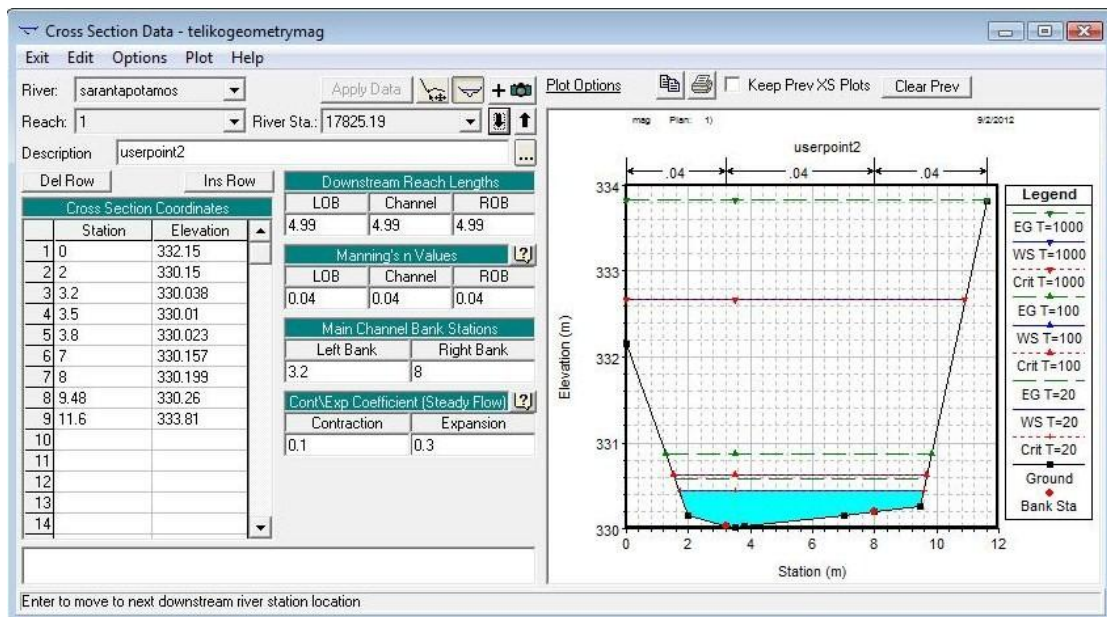 Cross Section Data - telikogeometrymag
Exit Edit Options Plot Help
River: sarantapotamos Apply Data + Plot Options Keep Prev XS Plots Clear Prev
Reach: 1 River Sta.: 17825.19
Description userpoint2 ...
Del Row Ins Row
Cross Section Coordinates
Station Elevation
1 0 332.15
2 2 330.15
3 3.2 330.038
4 3.5 330.01
5 3.8 330.023
6 7 330.157
7 8 330.199
8 9.48 330.26
9 11.6 333.81
10
11
12
13
14
Downstream Reach Lengths
LOB Channel ROB
4.99 4.99 4.99
Manning's n Values ?
LOB Channel ROB
0.04 0.04 0.04
Main Channel Bank Stations
Left Bank Right Bank
3.2 8
Cont\Exp Coefficient (Steady Flow) ?
Contraction Expansion
0.1 0.3
mag Plan: 1) 9/2/2012
userpoint2
.04 .04 .04
334
333
332
331
330
0 2 4 6 8 10 12
Elevation (m)
Station (m)
Legend
EG T=1000
WS T=1000
Crit T=1000
EG T=100
WS T=100
Crit T=100
EG T=20
WS T=20
Crit T=20
Ground
Bank Sta
Enter to move to next downstream river station location